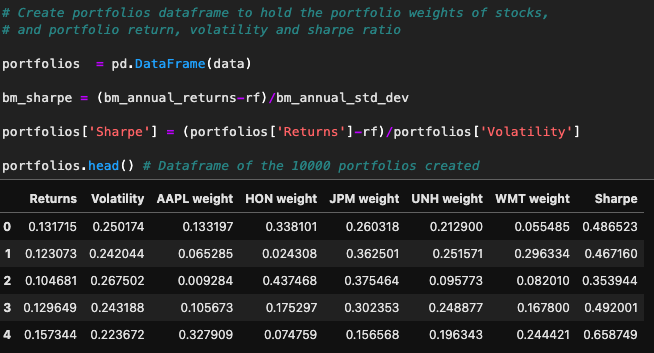 # Create portfolios dataframe to hold the portfolio weights of stocks,
# and portfolio return, volatility and sharpe ratio
portfolios  = pd.DataFrame(data)
bm_sharpe = (bm_annual_returns-rf)/bm_annual_std_dev
portfolios['Sharpe'] = (portfolios['Returns']-rf)/portfolios['Volatility']
portfolios.head() # Dataframe of the 10000 portfolios created
Returns Volatility AAPL weight HON weight JPM weight UNH weight WMT weight Sharpe
0 0.131715 0.250174 0.133197 0.338101 0.260318 0.212900 0.055485 0.486523
1 0.123073 0.242044 0.065285 0.024308 0.362501 0.251571 0.296334 0.467160
2 0.104681 0.267502 0.009284 0.437468 0.375464 0.095773 0.082010 0.353944
3 0.129649 0.243188 0.105673 0.175297 0.302353 0.248877 0.167800 0.492001
4 0.157344 0.223672 0.327909 0.074759 0.156568 0.196343 0.244421 0.658749